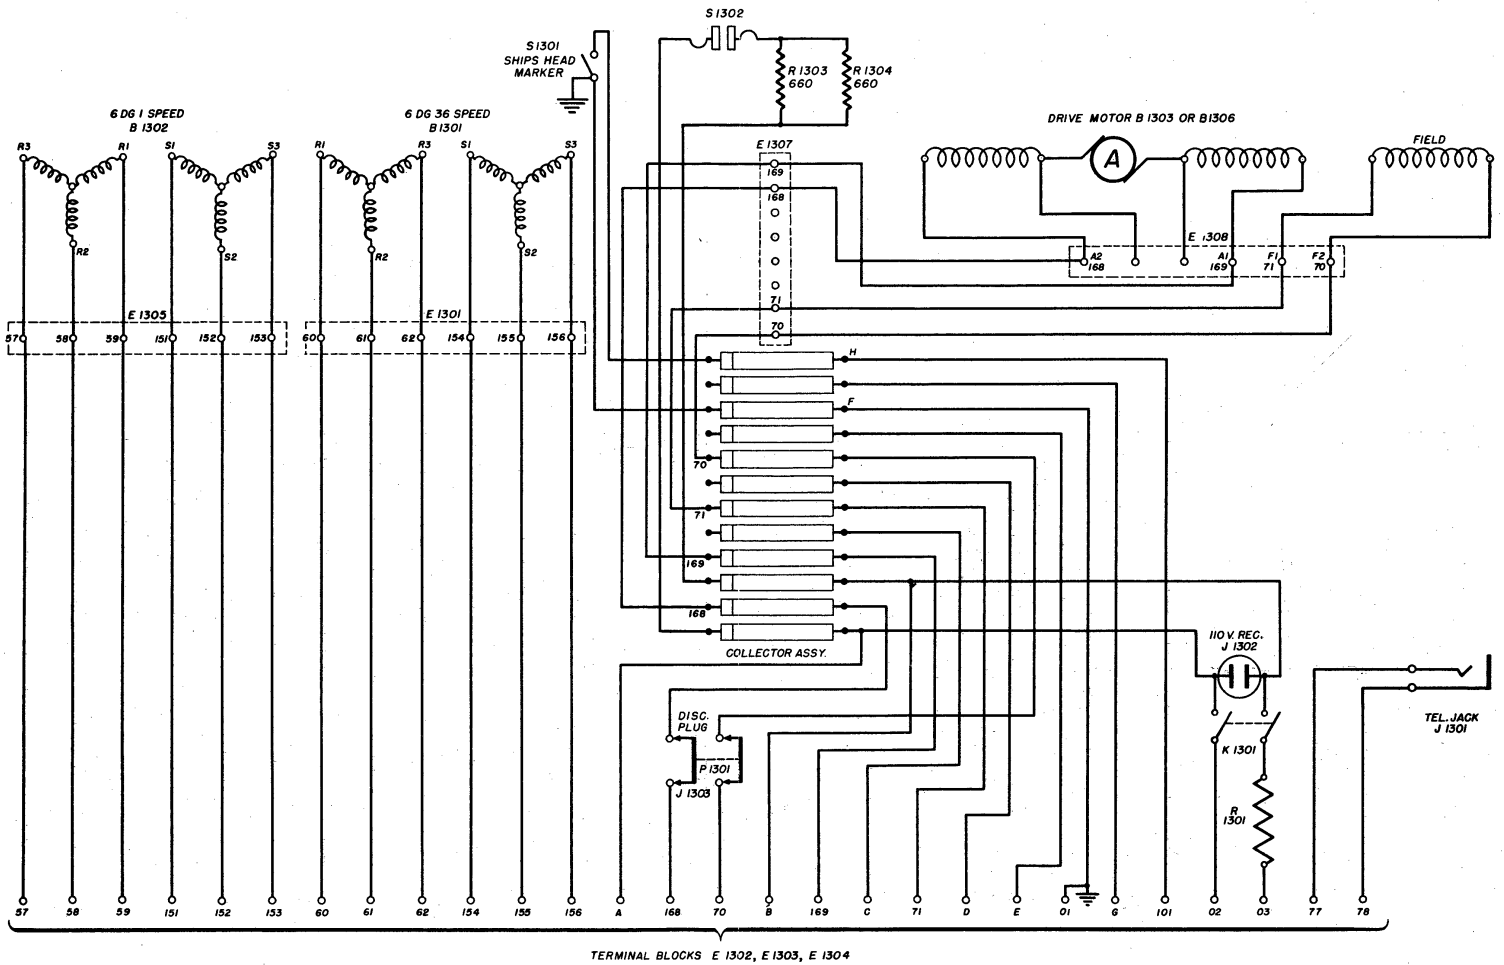 S 1302
S 1301
SHIPS HEAD
MARKER
R 1303
660
R 1304
660
6 DG 1 SPEED
B 1302
6 DG 36 SPEED
B 1301
DRIVE MOTOR B 1303 OR B1306
A
FIELD
E 1307
R3 R1 S1 S3 R1 R3 S1 S3
169
168
R2 S2 R2 S2
E 1308
A2
168
A1
169
F1
71
F2
70
71
70
E 1305
E 1301
57 58 59 151 152 153 60 61 62 154 155 156
H
F
70
71
169
168
COLLECTOR ASSY.
110 V. REC.
J 1302
DISC.
PLUG
P 1301
J 1303
K 1301
R
1301
TEL. JACK
J 1301
57 58 59 151 152 153 60 61 62 154 155 156 A 168 70 B 169 C 71 D E 01 G 101 02 03 77 78
TERMINAL BLOCKS E 1302, E 1303, E 1304